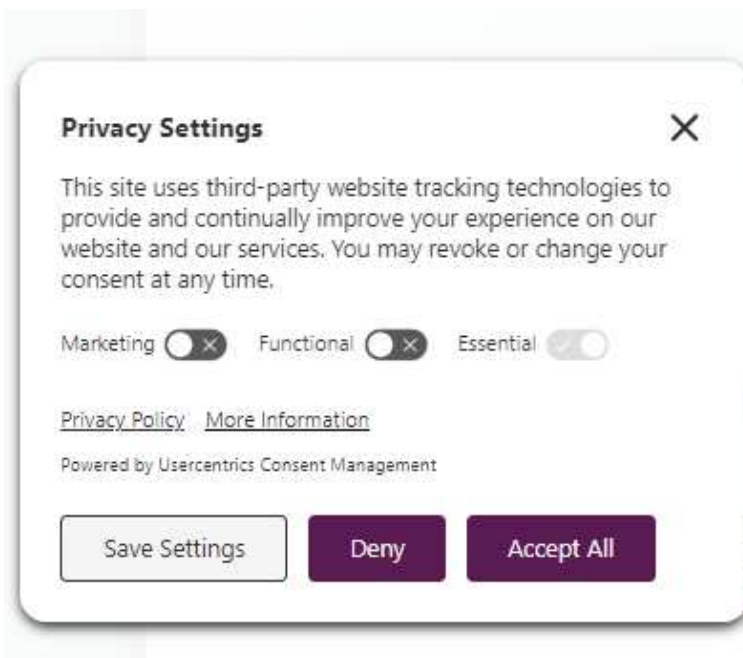 Privacy Settings
This site uses third-party website tracking technologies to
provide and continually improve your experience on our
website and our services. You may revoke or change your
consent at any time.
Marketing Functional Essential
Privacy Policy More Information
Powered by Usercentrics Consent Management
Save Settings Deny Accept All